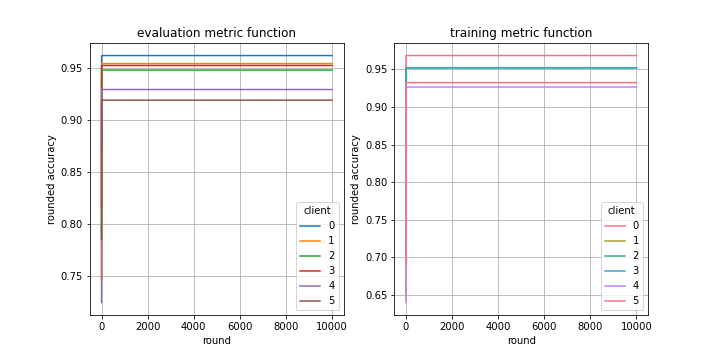 evaluation metric function
rounded accuracy
0.95
0.90
0.85
0.80
0.75
0 2000 4000 6000 8000 10000
round
client
0
1
2
3
4
5
training metric function
rounded accuracy
0.95
0.90
0.85
0.80
0.75
0.70
0.65
0 2000 4000 6000 8000 10000
round
client
0
1
2
3
4
5